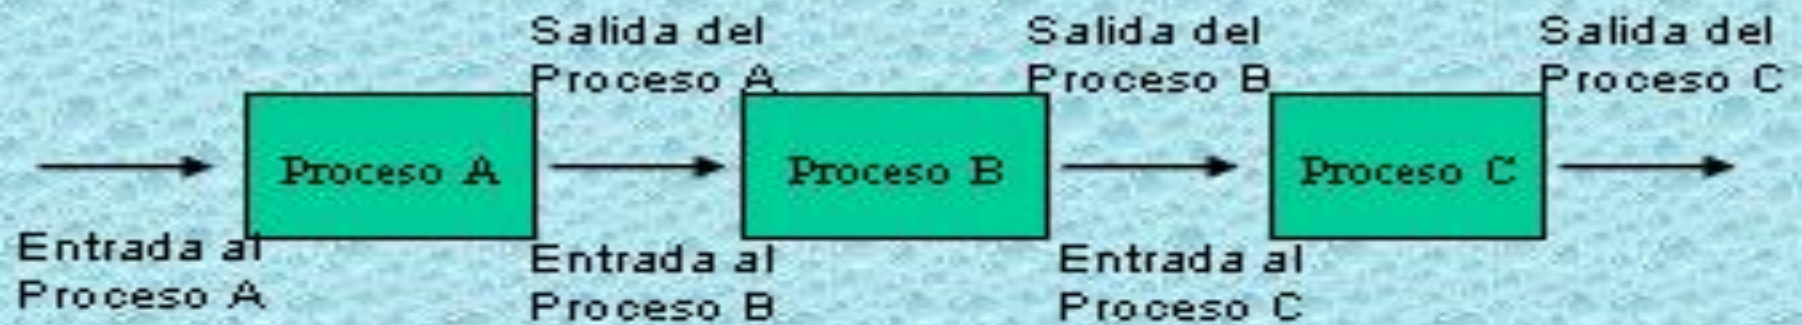 Salida del
Proceso A
Salida del
Proceso B
Salida del
Proceso C
Proceso A
Proceso B
Proceso C
Entrada al
Proceso A
Entrada al
Proceso B
Entrada al
Proceso C